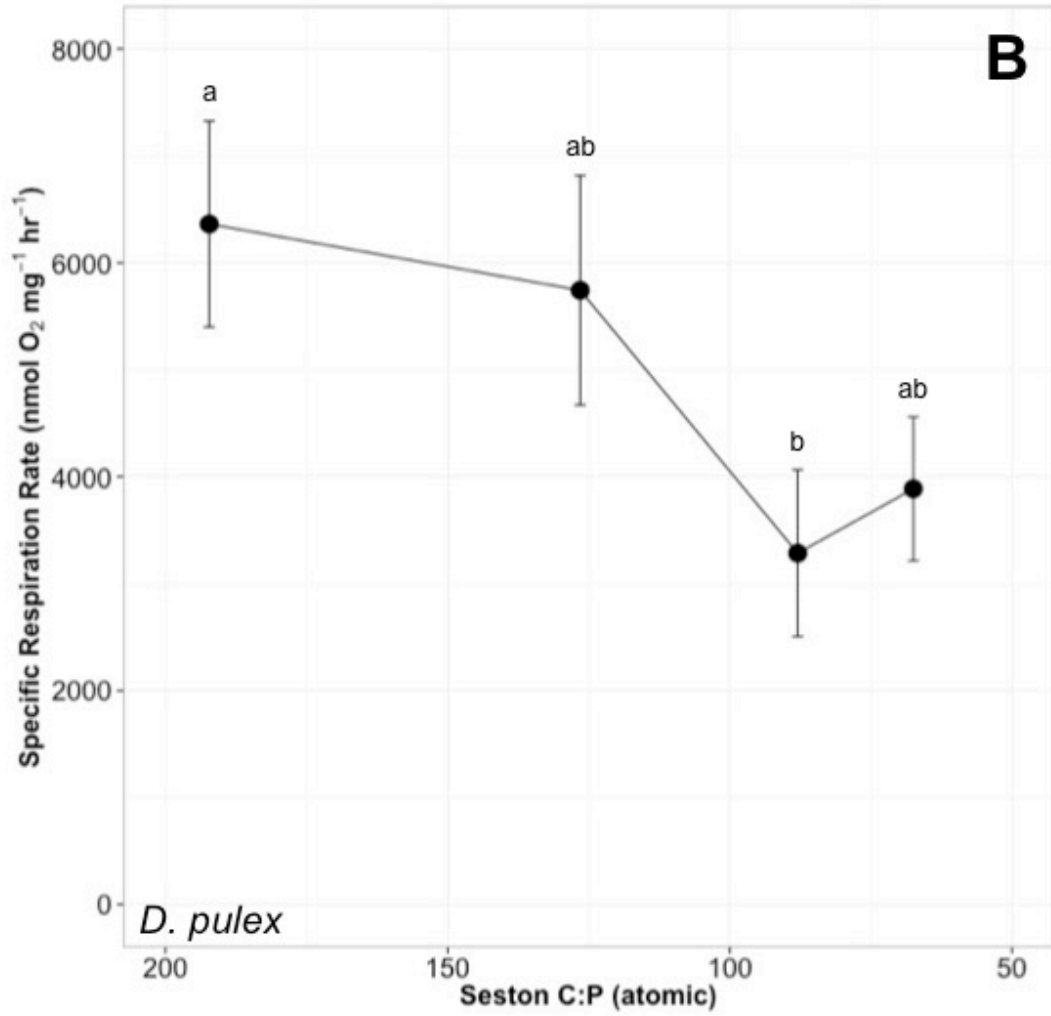 B
8000
6000
4000
2000
0
Specific Respiration Rate (nmol O₂ mg⁻¹ hr⁻¹)
a
ab
b
ab
D. pulex
200 150 100 50
Seston C:P (atomic)